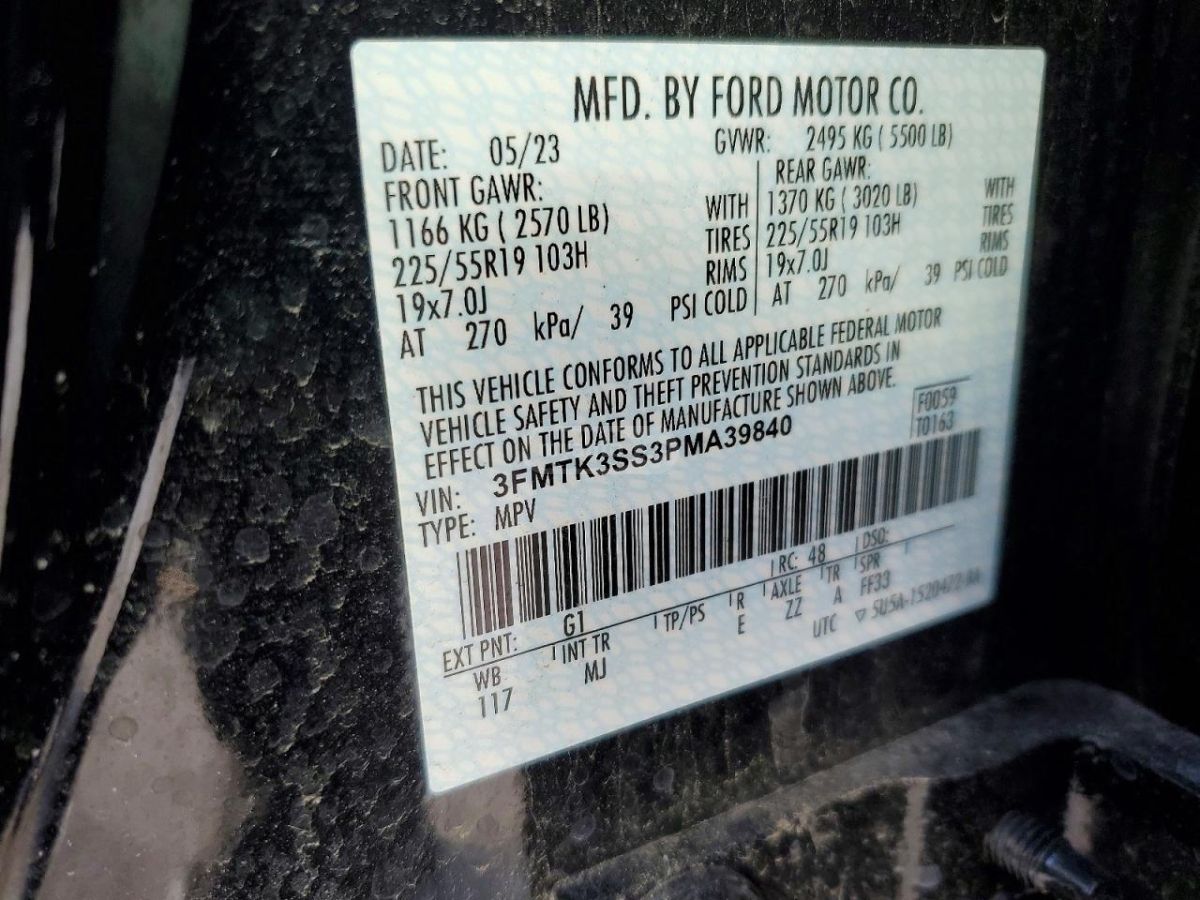 MFD. BY FORD MOTOR CO.
DATE: 05/23 GVWR: 2495 KG ( 5500 LB)
FRONT GAWR: REAR GAWR:
1166 KG ( 2570 LB) WITH 1370 KG ( 3020 LB) WITH
225/55R19 103H TIRES 225/55R19 103H TIRES
19x7.0J RIMS 19x7.0J RIMS
AT 270 kPa/ 39 PSI COLD AT 270 kPa/ 39 PSI COLD
THIS VEHICLE CONFORMS TO ALL APPLICABLE FEDERAL MOTOR
VEHICLE SAFETY AND THEFT PREVENTION STANDARDS IN
EFFECT ON THE DATE OF MANUFACTURE SHOWN ABOVE.
VIN: 3FMTK3SS3PMA39840 F0059
TYPE: MPV T0163
EXT PNT: G1 RC: 48 DSO:
WB INT TR TP/PS R AXLE TR SPR
117 MJ E ZZ A FF33
UTC ▽ SU5A-1520472-BA